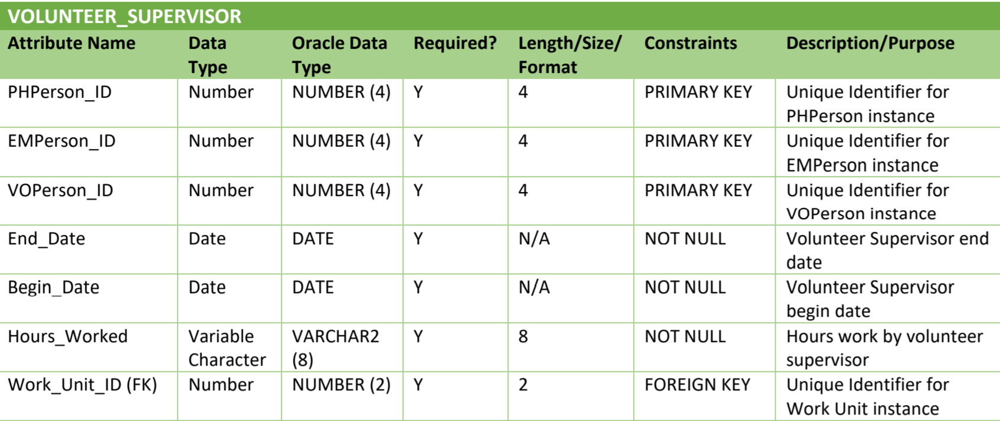 VOLUNTEER_SUPERVISOR
Attribute Name Data Type Oracle Data Type Required? Length/Size/ Format Constraints Description/Purpose
PHPerson_ID Number NUMBER (4) Y 4 PRIMARY KEY Unique Identifier for PHPerson instance
EMPerson_ID Number NUMBER (4) Y 4 PRIMARY KEY Unique Identifier for EMPerson instance
VOPerson_ID Number NUMBER (4) Y 4 PRIMARY KEY Unique Identifier for VOPerson instance
End_Date Date DATE Y N/A NOT NULL Volunteer Supervisor end date
Begin_Date Date DATE Y N/A NOT NULL Volunteer Supervisor begin date
Hours_Worked Variable Character VARCHAR2 (8) Y 8 NOT NULL Hours work by volunteer supervisor
Work_Unit_ID (FK) Number NUMBER (2) Y 2 FOREIGN KEY Unique Identifier for Work Unit instance